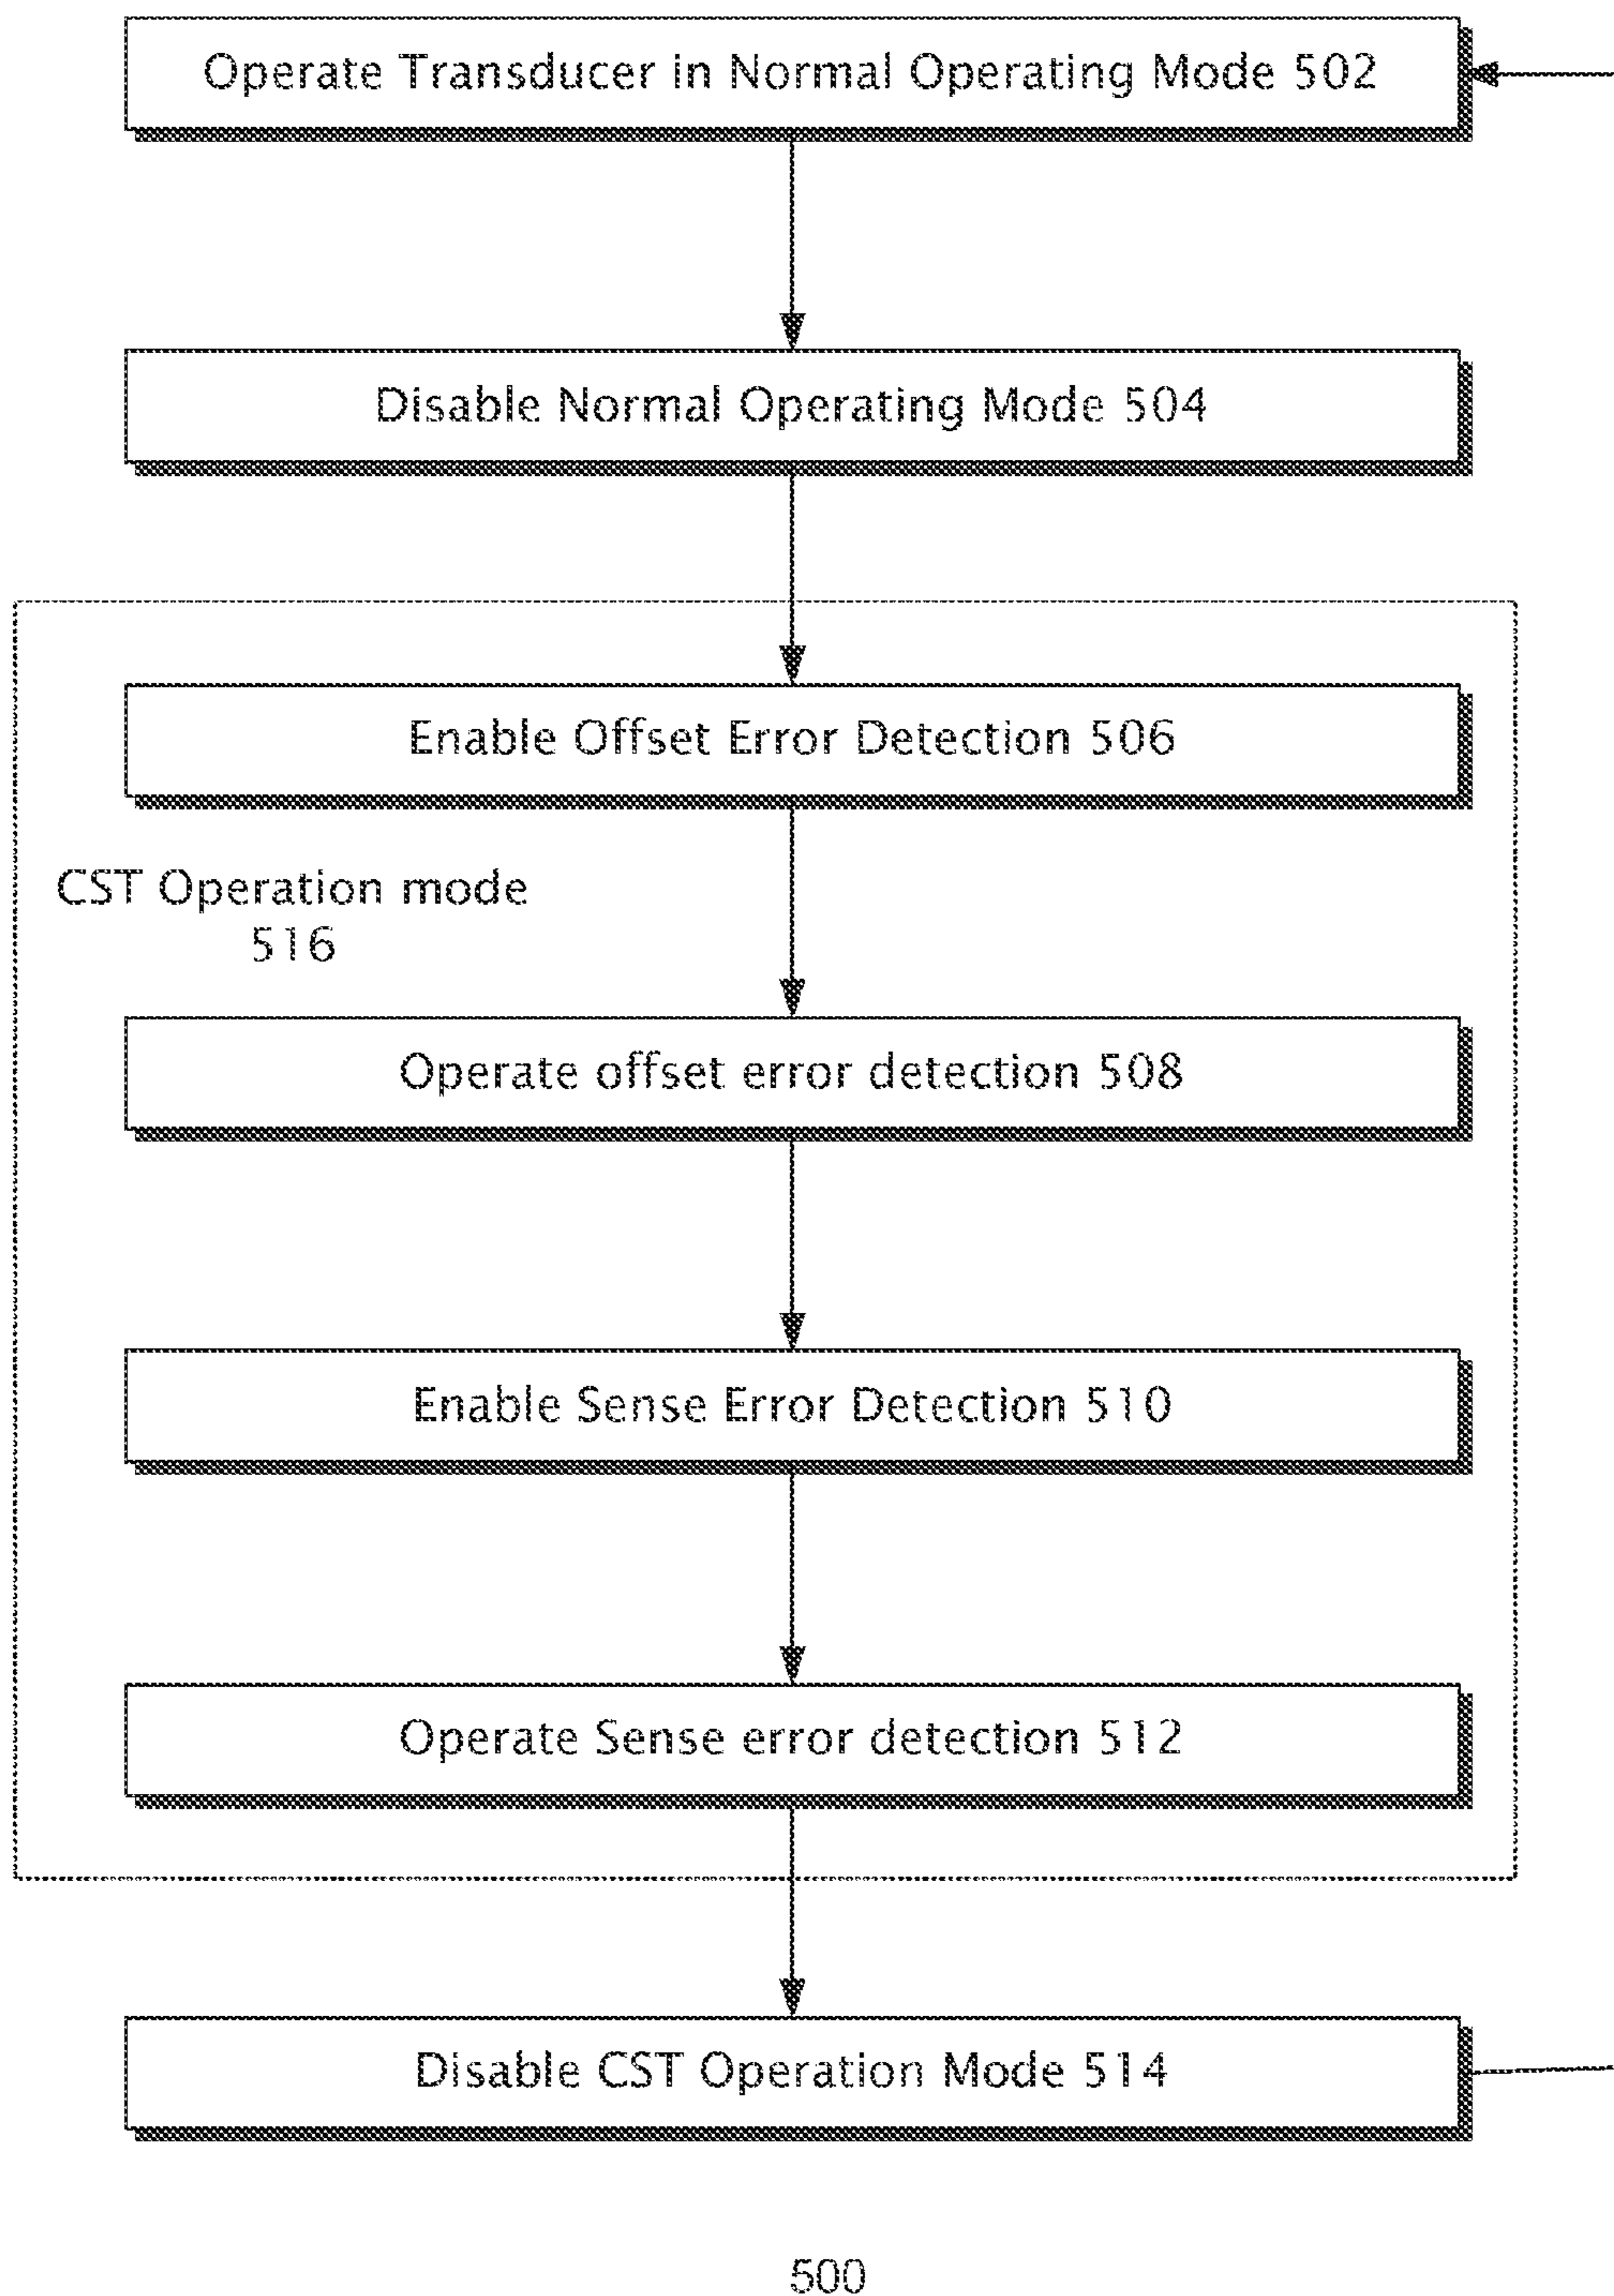 Operate Transducer in Normal Operating Mode 502
Disable Normal Operating Mode 504
Enable Offset Error Detection 506
CST Operation mode
516
Operate offset error detection 508
Enable Sense Error Detection 510
Operate Sense error detection 512
Disable CST Operation Mode 514
500